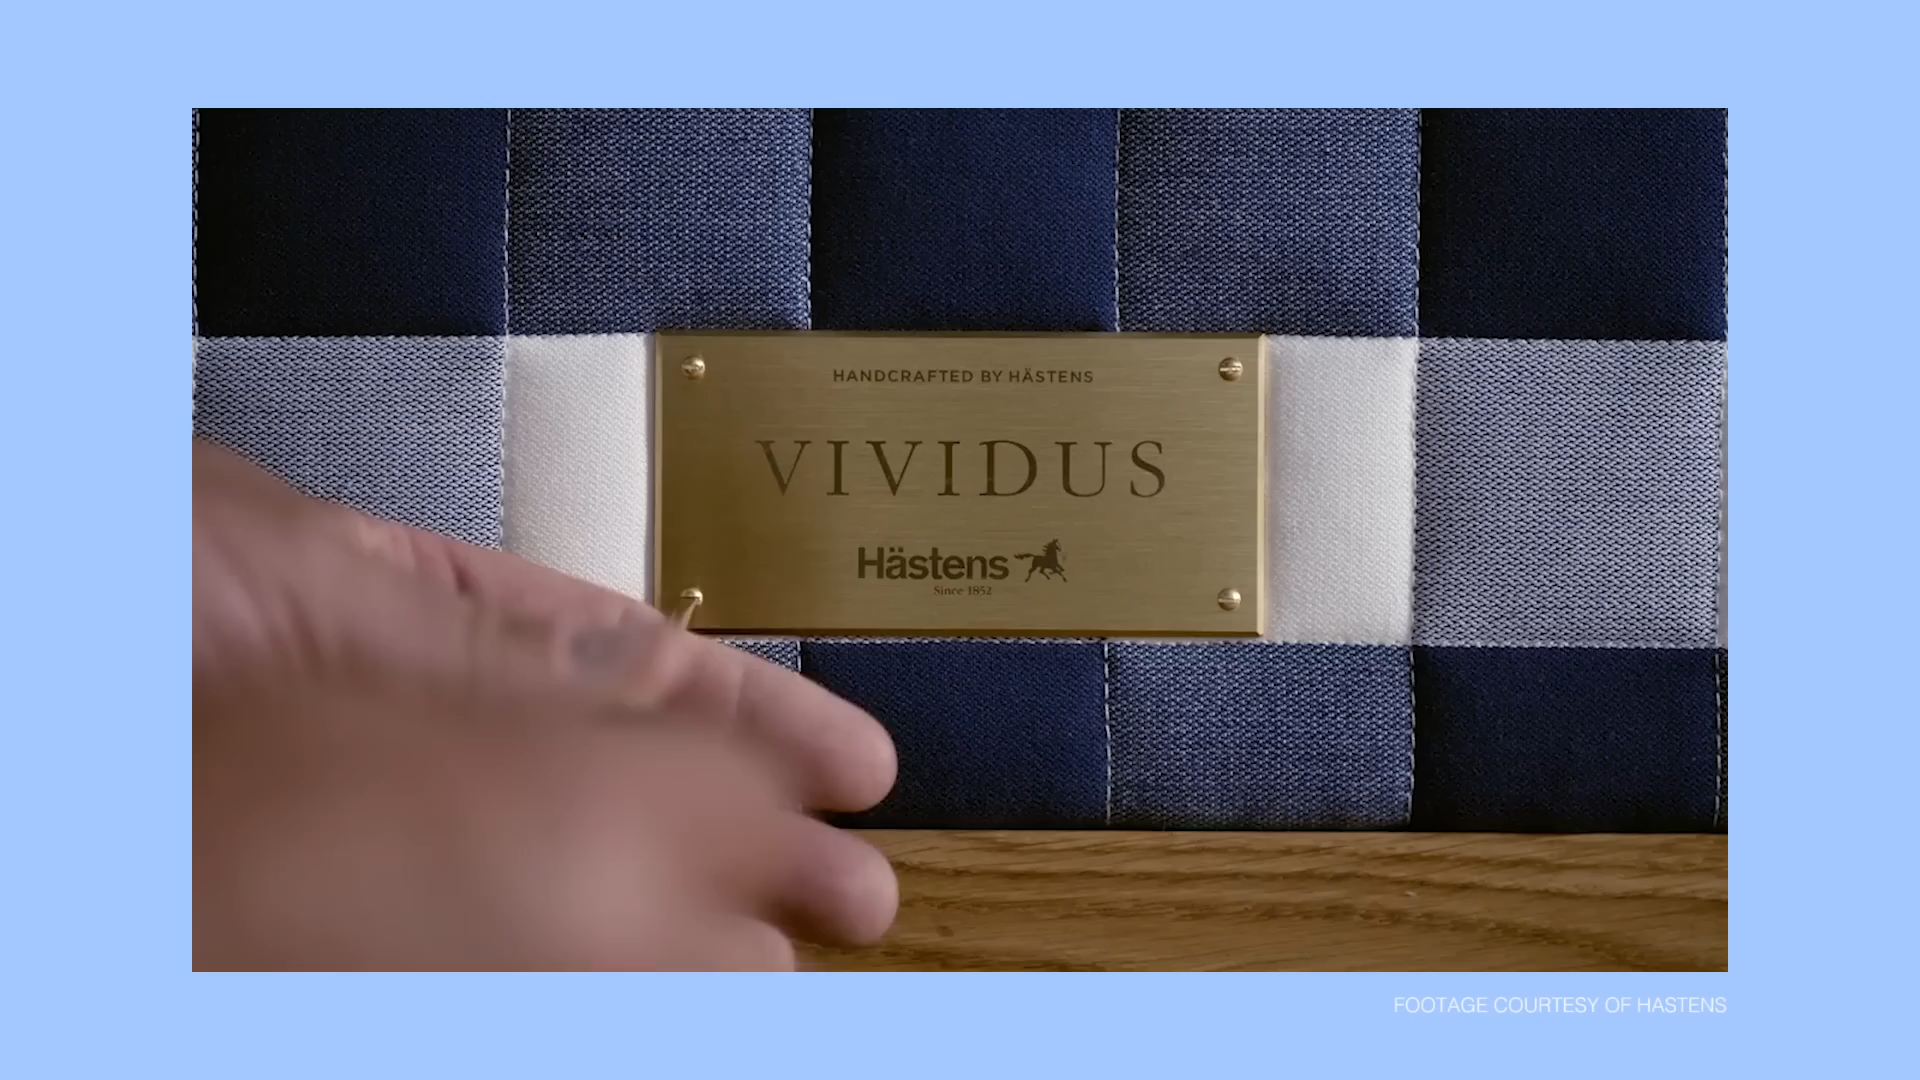 HANDCRAFTED BY HÄSTENS
VIVIDUS
Hästens
Since 1852
FOOTAGE COURTESY OF HASTENS